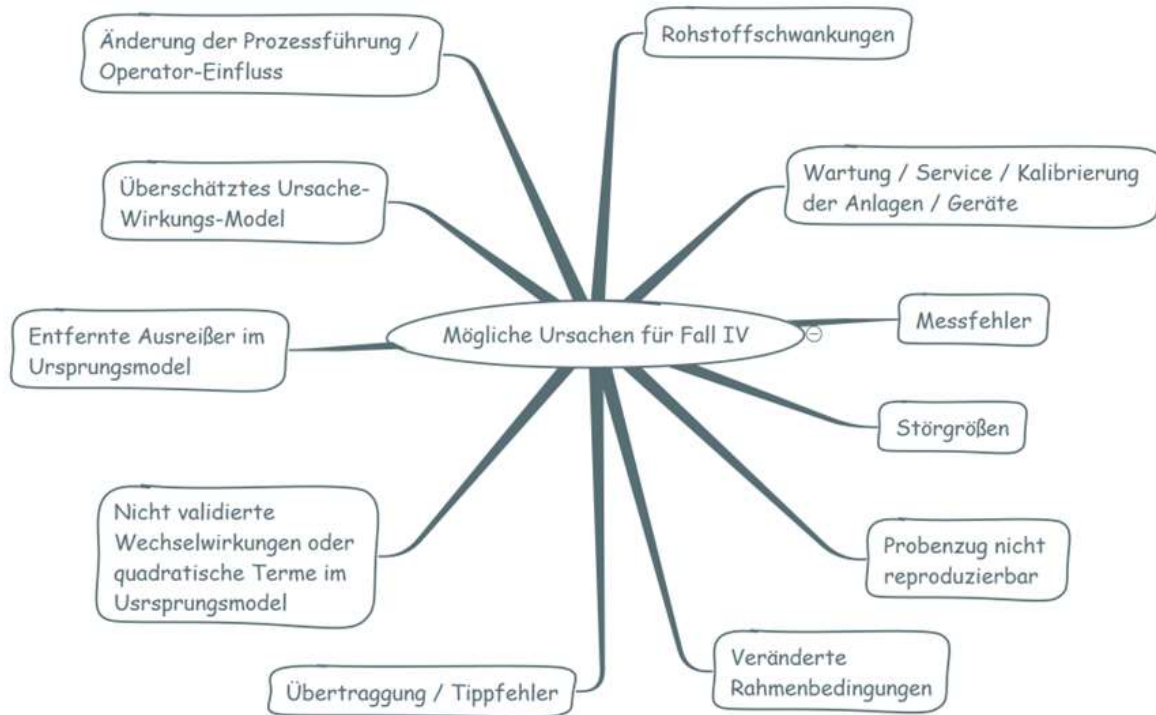 Änderung der Prozessführung /
Operator-Einfluss
Rohstoffschwankungen
Überschätztes Ursache-
Wirkungs-Model
Wartung / Service / Kalibrierung
der Anlagen / Geräte
Entfernte Ausreißer im
Ursprungsmodel
Mögliche Ursachen für Fall IV
Messfehler
Störgrößen
Nicht validierte
Wechselwirkungen oder
quadratische Terme im
Usrsprungsmodel
Probenzug nicht
reproduzierbar
Übertraggung / Tippfehler
Veränderte
Rahmenbedingungen